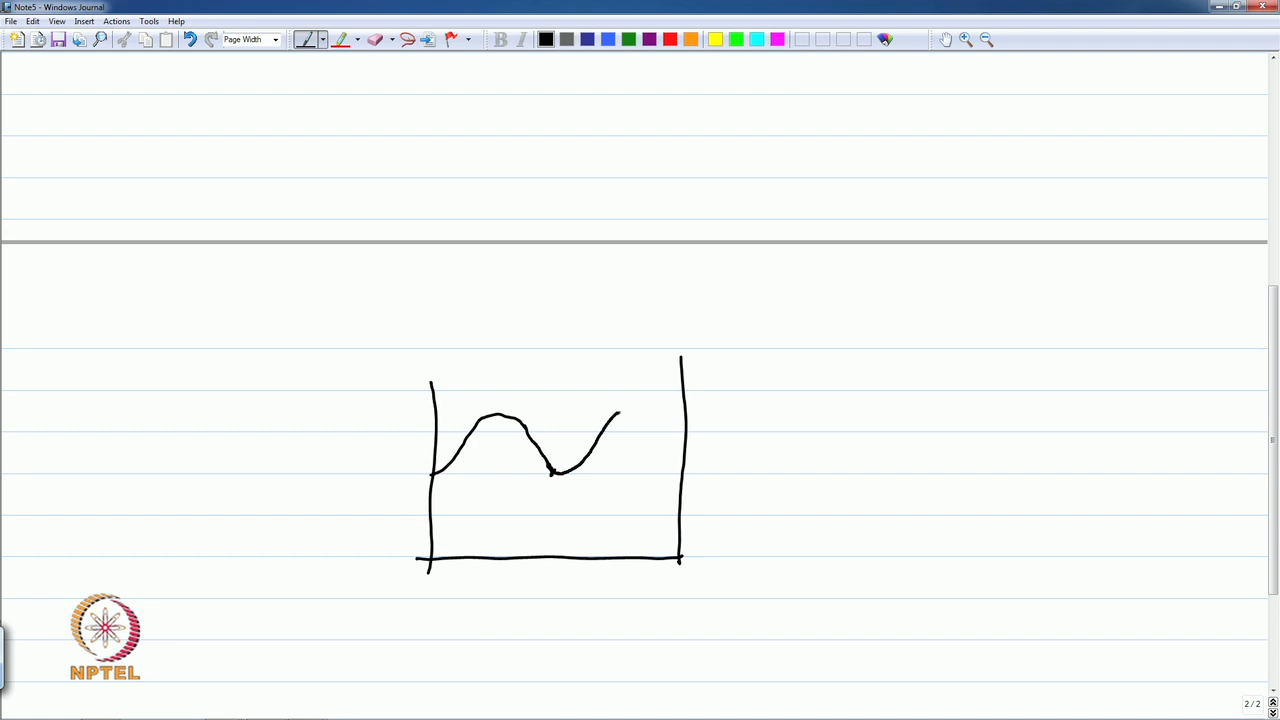 Note5 - Windows Journal
File Edit View Insert Actions Tools Help
Page Width B I
NPTEL
2 / 2